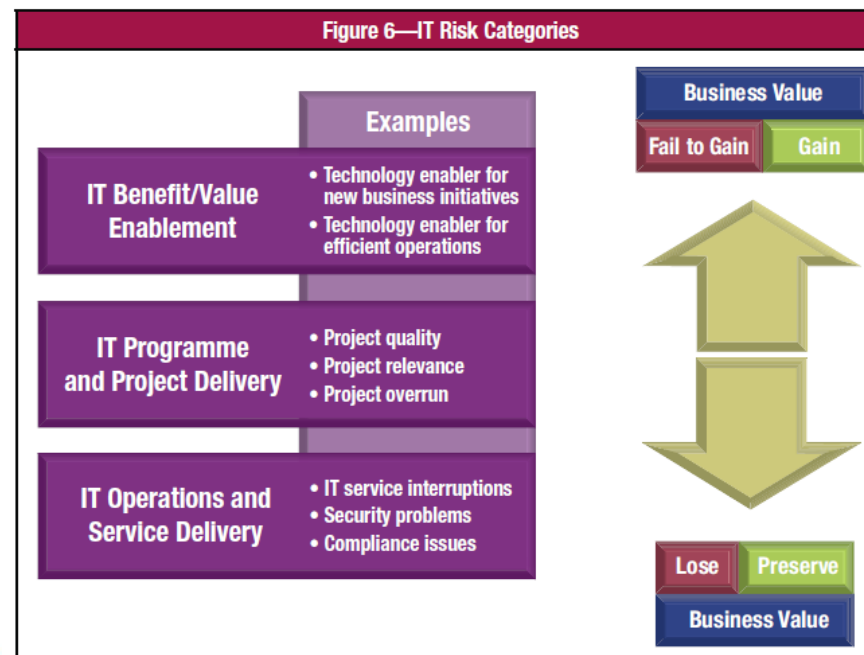 Figure 6—IT Risk Categories
Examples
IT Benefit/Value
Enablement
• Technology enabler for
new business initiatives
• Technology enabler for
efficient operations
IT Programme
and Project Delivery
• Project quality
• Project relevance
• Project overrun
IT Operations and
Service Delivery
• IT service interruptions
• Security problems
• Compliance issues
Business Value
Fail to Gain
Gain
Lose
Preserve
Business Value